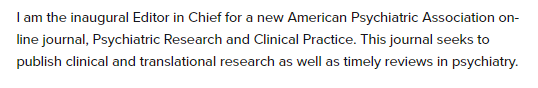 I am the inaugural Editor in Chief for a new American Psychiatric Association on-
line journal, Psychiatric Research and Clinical Practice. This journal seeks to
publish clinical and translational research as well as timely reviews in psychiatry.